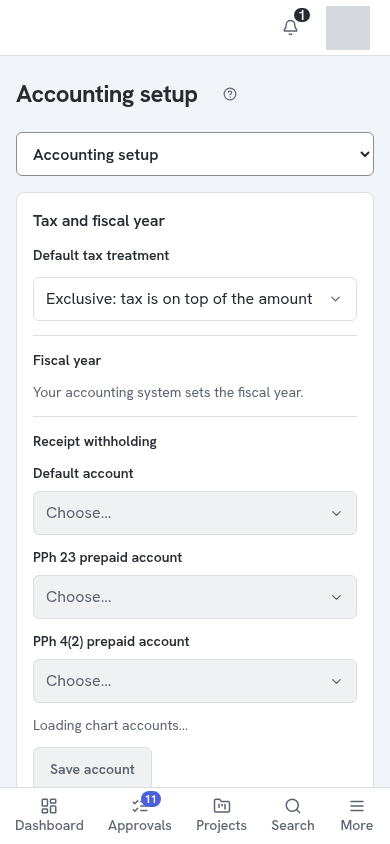 1
Accounting setup
Accounting setup
Tax and fiscal year
Default tax treatment
Exclusive: tax is on top of the amount
Fiscal year
Your accounting system sets the fiscal year.
Receipt withholding
Default account
Choose...
PPh 23 prepaid account
Choose...
PPh 4(2) prepaid account
Choose...
Loading chart accounts...
Save account
11
Dashboard
Approvals
Projects
Search
More